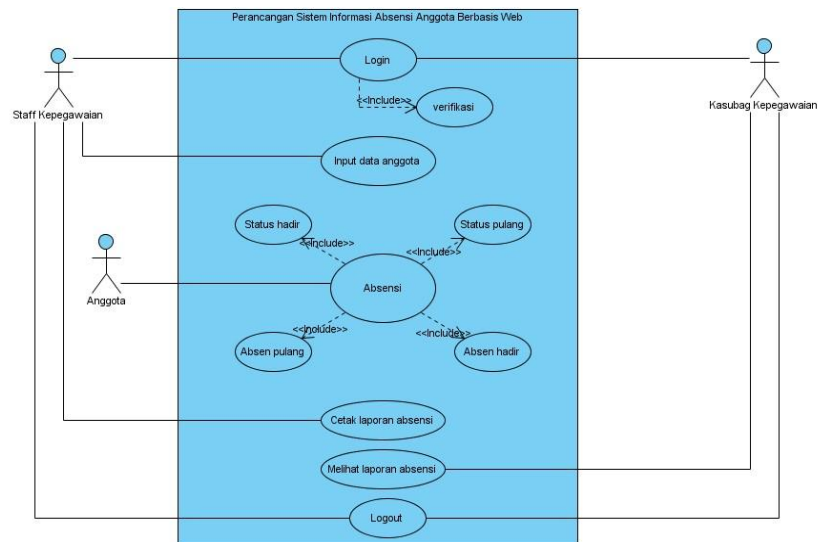 Perancangan Sistem Informasi Absensi Anggota Berbasis Web
Login
<<Include>>
verifikasi
Staff Kepegawaian
Kasubag Kepegawaian
Input data anggota
Status hadir
Status pulang
<<Include>>
<<Include>>
Anggota
Absensi
<<Include>>
<<Include>>
Absen pulang
Absen hadir
Cetak laporan absensi
Melihat laporan absensi
Logout